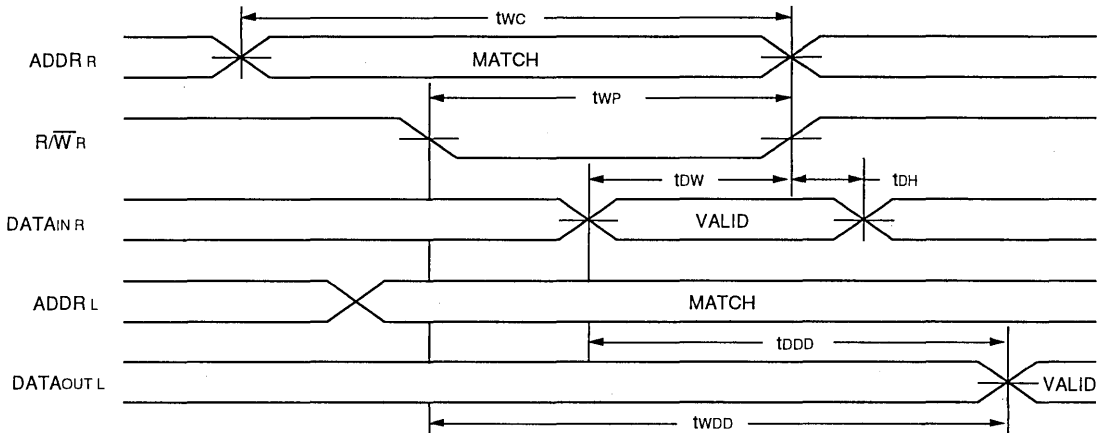 tWC
ADDR R
MATCH
tWP
R/W̅ R
tDW
tDH
DATAIN R
VALID
ADDR L
MATCH
tDDD
DATAOUT L
VALID
tWDD